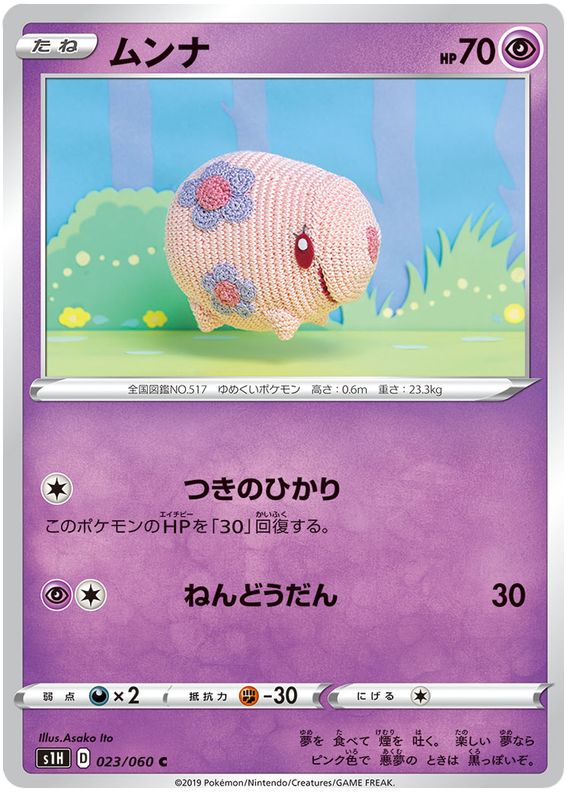 たね ムンナ HP70
全国図鑑NO.517 ゆめくいポケモン 高さ:0.6m 重さ:23.3kg
つきのひかり
このポケモンのHPを「30」回復する。
ねんどうだん 30
弱点 ×2 抵抗力 -30 にげる
Illus.Asako Ito
s1H D 023/060 C
夢を 食べて 煙を 吐く。楽しい 夢なら
ピンク色で 悪夢の ときは 黒っぽいぞ。
©2019 Pokémon/Nintendo/Creatures/GAME FREAK.